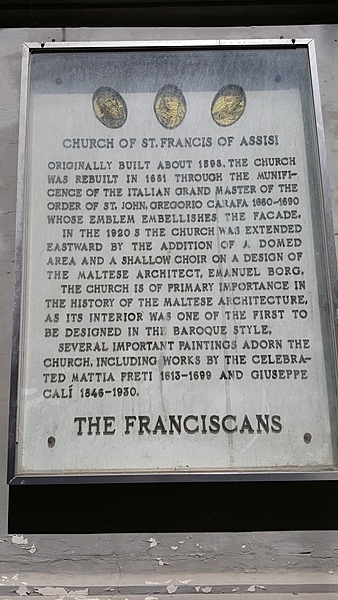 CHURCH OF ST. FRANCIS OF ASSISI
ORIGINALLY BUILT ABOUT 1598, THE CHURCH
WAS REBUILT IN 1681 THROUGH THE MUNIFI-
CENCE OF THE ITALIAN GRAND MASTER OF THE
ORDER OF ST. JOHN, GREGORIO CARAFA 1680-1690
WHOSE EMBLEM EMBELLISHES THE FACADE.
IN THE 1920 S THE CHURCH WAS EXTENDED
EASTWARD BY THE ADDITION OF A DOMED
AREA AND A SHALLOW CHOIR ON A DESIGN OF
THE MALTESE ARCHITECT, EMANUEL BORG.
THE CHURCH IS OF PRIMARY IMPORTANCE IN
THE HISTORY OF THE MALTESE ARCHITECTURE,
AS ITS INTERIOR WAS ONE OF THE FIRST TO
BE DESIGNED IN THE BAROQUE STYLE.
SEVERAL IMPORTANT PAINTINGS ADORN THE
CHURCH, INCLUDING WORKS BY THE CELEBRA-
TED MATTIA PRETI 1613-1699 AND GIUSEPPE
CALÍ 1846-1930.
THE FRANCISCANS